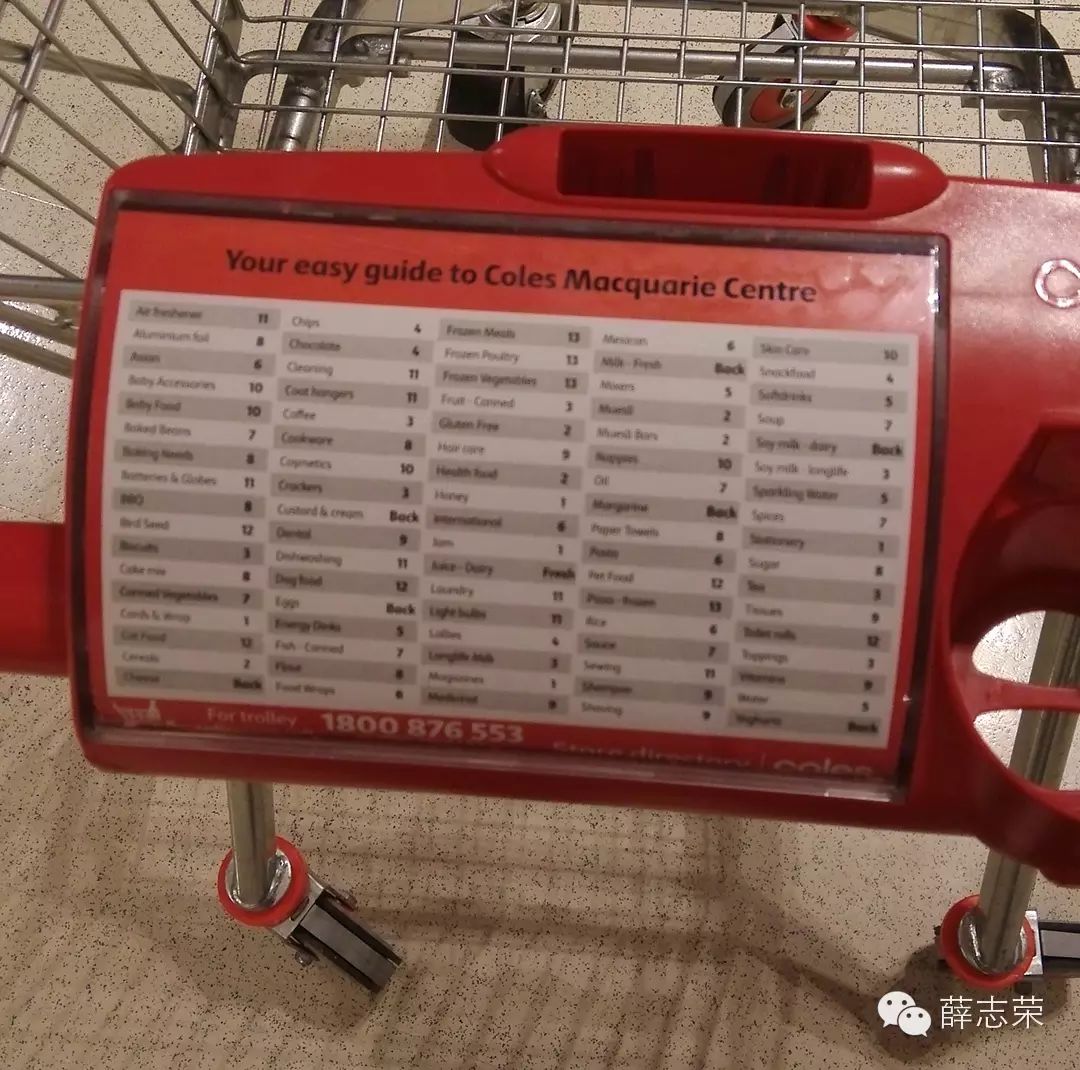 Your easy guide to Coles Macquarie Centre
Air freshener 11
Aluminium foil 8
Asian 6
Baby Accessories 10
Baby Food 10
Baked Beans 7
Baking Needs 8
Batteries & Globes 11
BBQ 8
Bird Seed 12
Biscuits 3
Cake mix 8
Canned Vegetables 7
Cards & Wrap 1
Cat Food 12
Cereals 2
Cheese Back
Chips 4
Chocolate 4
Cleaning 11
Coat hangers 11
Coffee 3
Cookware 8
Cosmetics 10
Crackers 3
Custard & cream Back
Dental 9
Dishwashing 11
Dog food 12
Eggs Back
Energy Drinks 5
Fish - Canned 7
Flour 8
Food Wraps 6
Frozen Meals 13
Frozen Poultry 13
Frozen Vegetables 13
Fruit - Canned 3
Gluten Free 2
Hair care 9
Health food 2
Honey 1
International 6
Jam 1
Juice - Dairy Fresh
Laundry 11
Light bulbs 11
Lollies 4
Longlife Milk 3
Magazines 1
Medicinal 9
Mexican 6
Milk - Fresh Back
Mixers 5
Muesli 2
Muesli Bars 2
Nappies 10
Oil 7
Margarine Back
Paper Towels 8
Pasta 6
Pet Food 12
Pizza - frozen 13
Rice 6
Sauce 7
Sewing 11
Shampoo 9
Shaving 9
Skin Care 10
Snackfood 4
Softdrinks 5
Soup 7
Soy milk - dairy Back
Soy milk - longlife 3
Sparkling Water 5
Spices 7
Stationery 1
Sugar 8
Tea 3
Tissues 9
Toilet rolls 12
Toppings 3
Vitamins 9
Water 5
Yoghurts Back
For trolley 1800 876 553
Store directory | coles
薛志荣